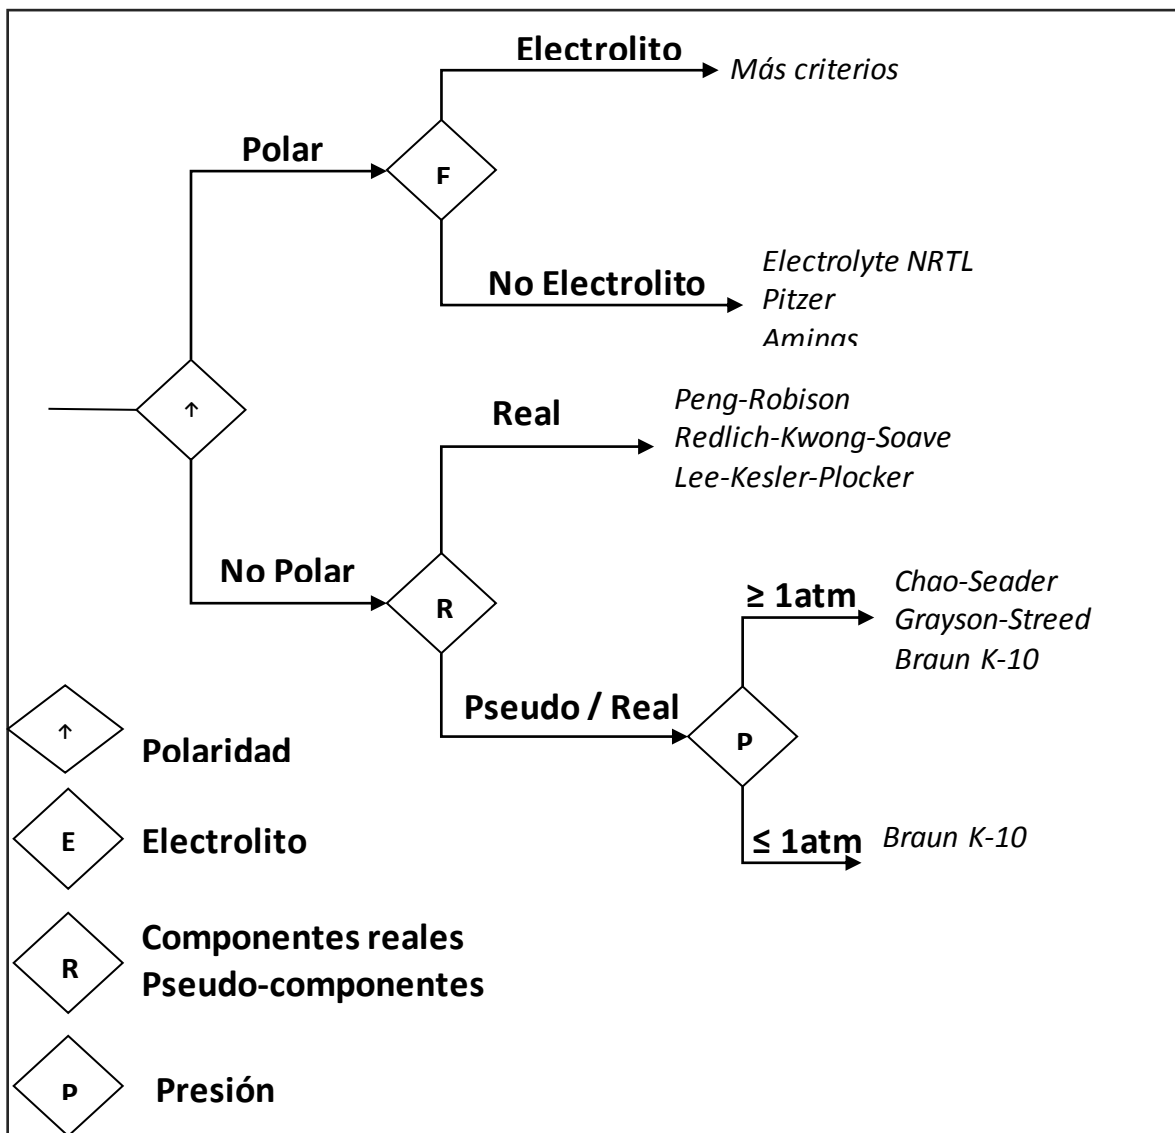 Electrolito
Más criterios
Polar
E
No Electrolito
Electrolyte NRTL
Pitzer
Aminas
↑
Real
Peng-Robison
Redlich-Kwong-Soave
Lee-Kesler-Plocker
No Polar
R
≥ 1atm
Chao-Seader
Grayson-Streed
Braun K-10
Pseudo / Real
P
≤ 1atm
Braun K-10
↑
Polaridad
E
Electrolito
R
Componentes reales
Pseudo-componentes
P
Presión